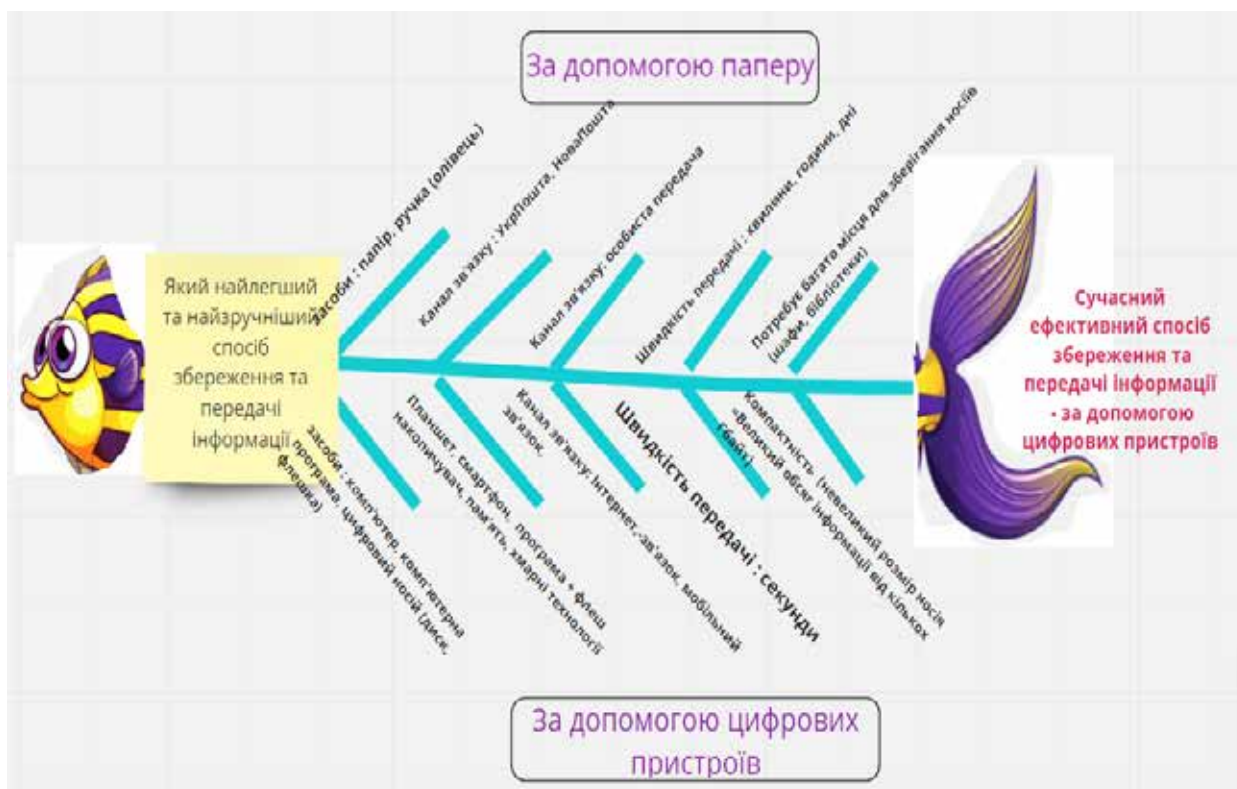 За допомогою паперу
Який найлегший
та найзручніший
спосіб
збереження та
передачі
інформації
засоби : папір, ручка (олівець)
Канал зв'язку : УкрПошта, НоваПошта
Канал зв'язку: особиста передача
Швидкість передачі : хвилини, години, дні
Потребує багато місця для зберігання носіїв
(шафи, бібліотеки)
засоби : комп'ютер, комп'ютерна
програма, цифровий носій (диск,
флешка)
Планшет, смартфон, програма + флеш
накопичувач, пам'ять, хмарні технології
Канал зв'язку: Інтернет,-зв'язок, мобільний
зв'язок.
Швидкість передачі : секунди
Компактність (невеликий розмір носія
«Великий обсяг інформації від кількох
Гбайт)
Сучасний
ефективний спосіб
збереження та
передачі інформації
- за допомогою
цифрових пристроїв
За допомогою цифрових
пристроїв